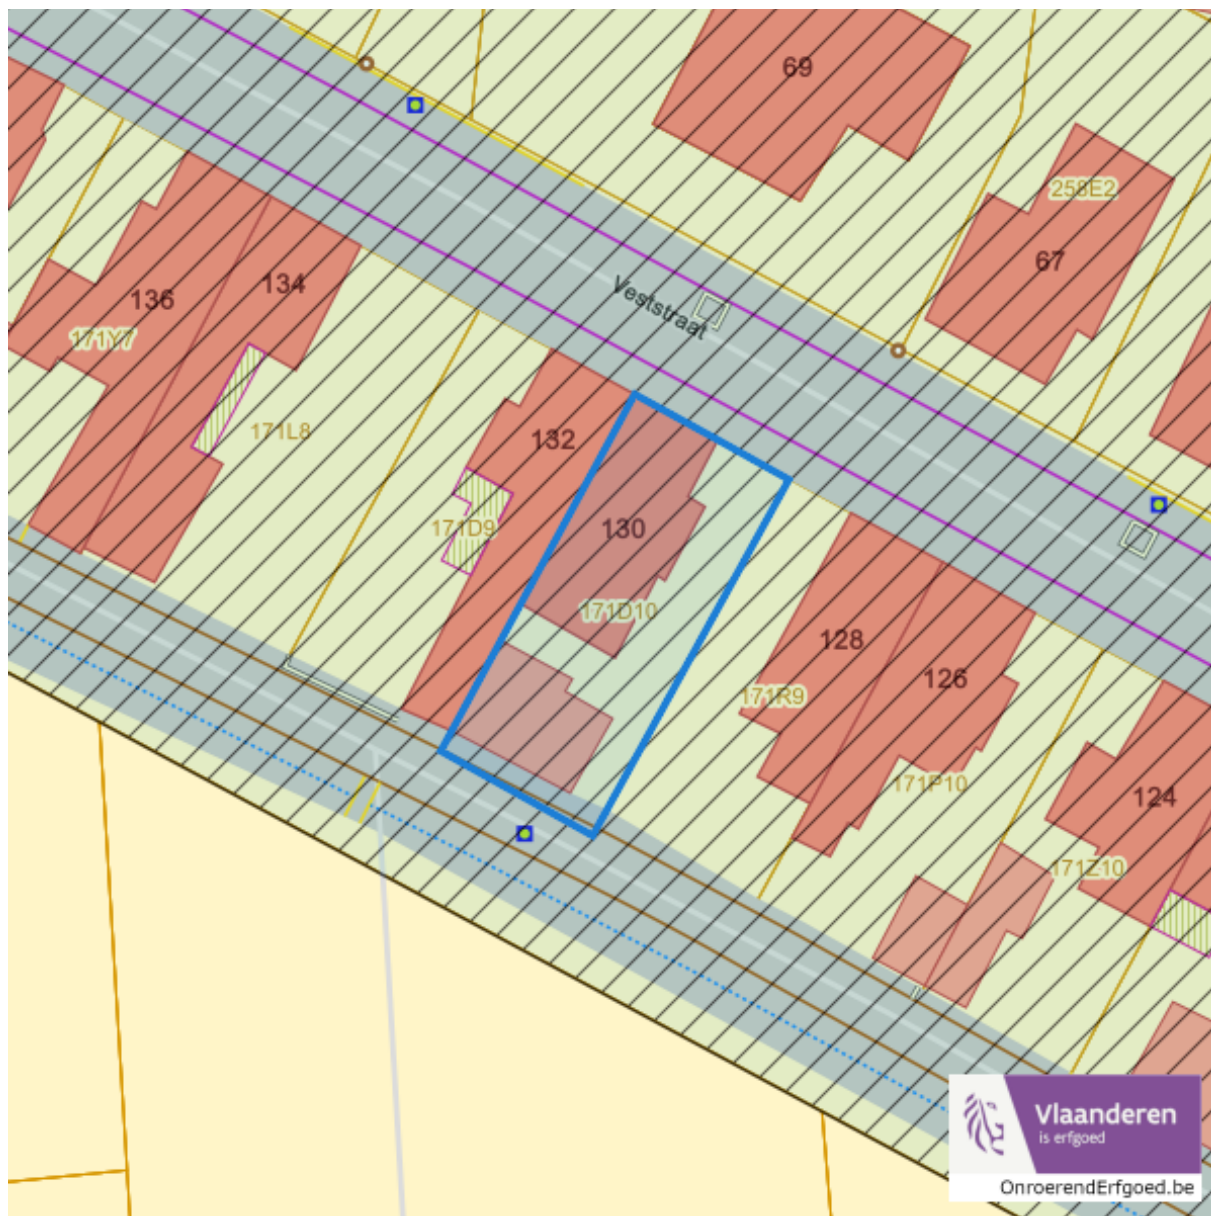 69
258E2
67
134
136
171Y7
Veststraat
171L8
132
171D9
130
171D10
128
126
171R9
171P10
124
171Z10
Vlaanderen
is erfgoed
OnroerendErfgoed.be